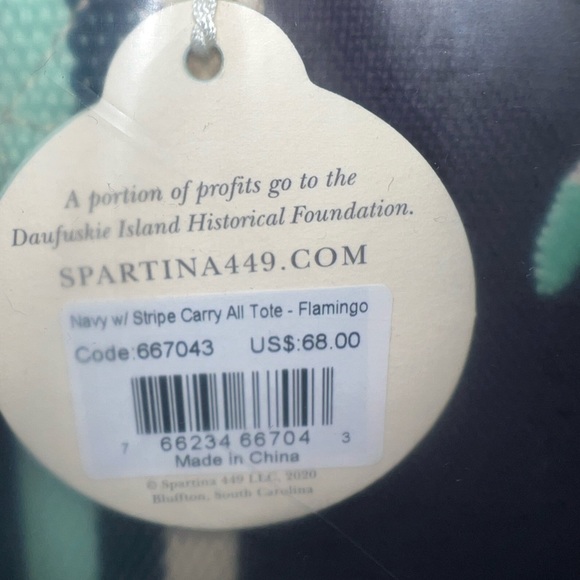 A portion of profits go to the
Daufuskie Island Historical Foundation.
SPARTINA449.COM
Navy w/ Stripe Carry All Tote - Flamingo
Code:667043 US$:68.00
7 66234 66704 3
Made in China
© Spartina 449 LLC, 2020
Bluffton, South Carolina